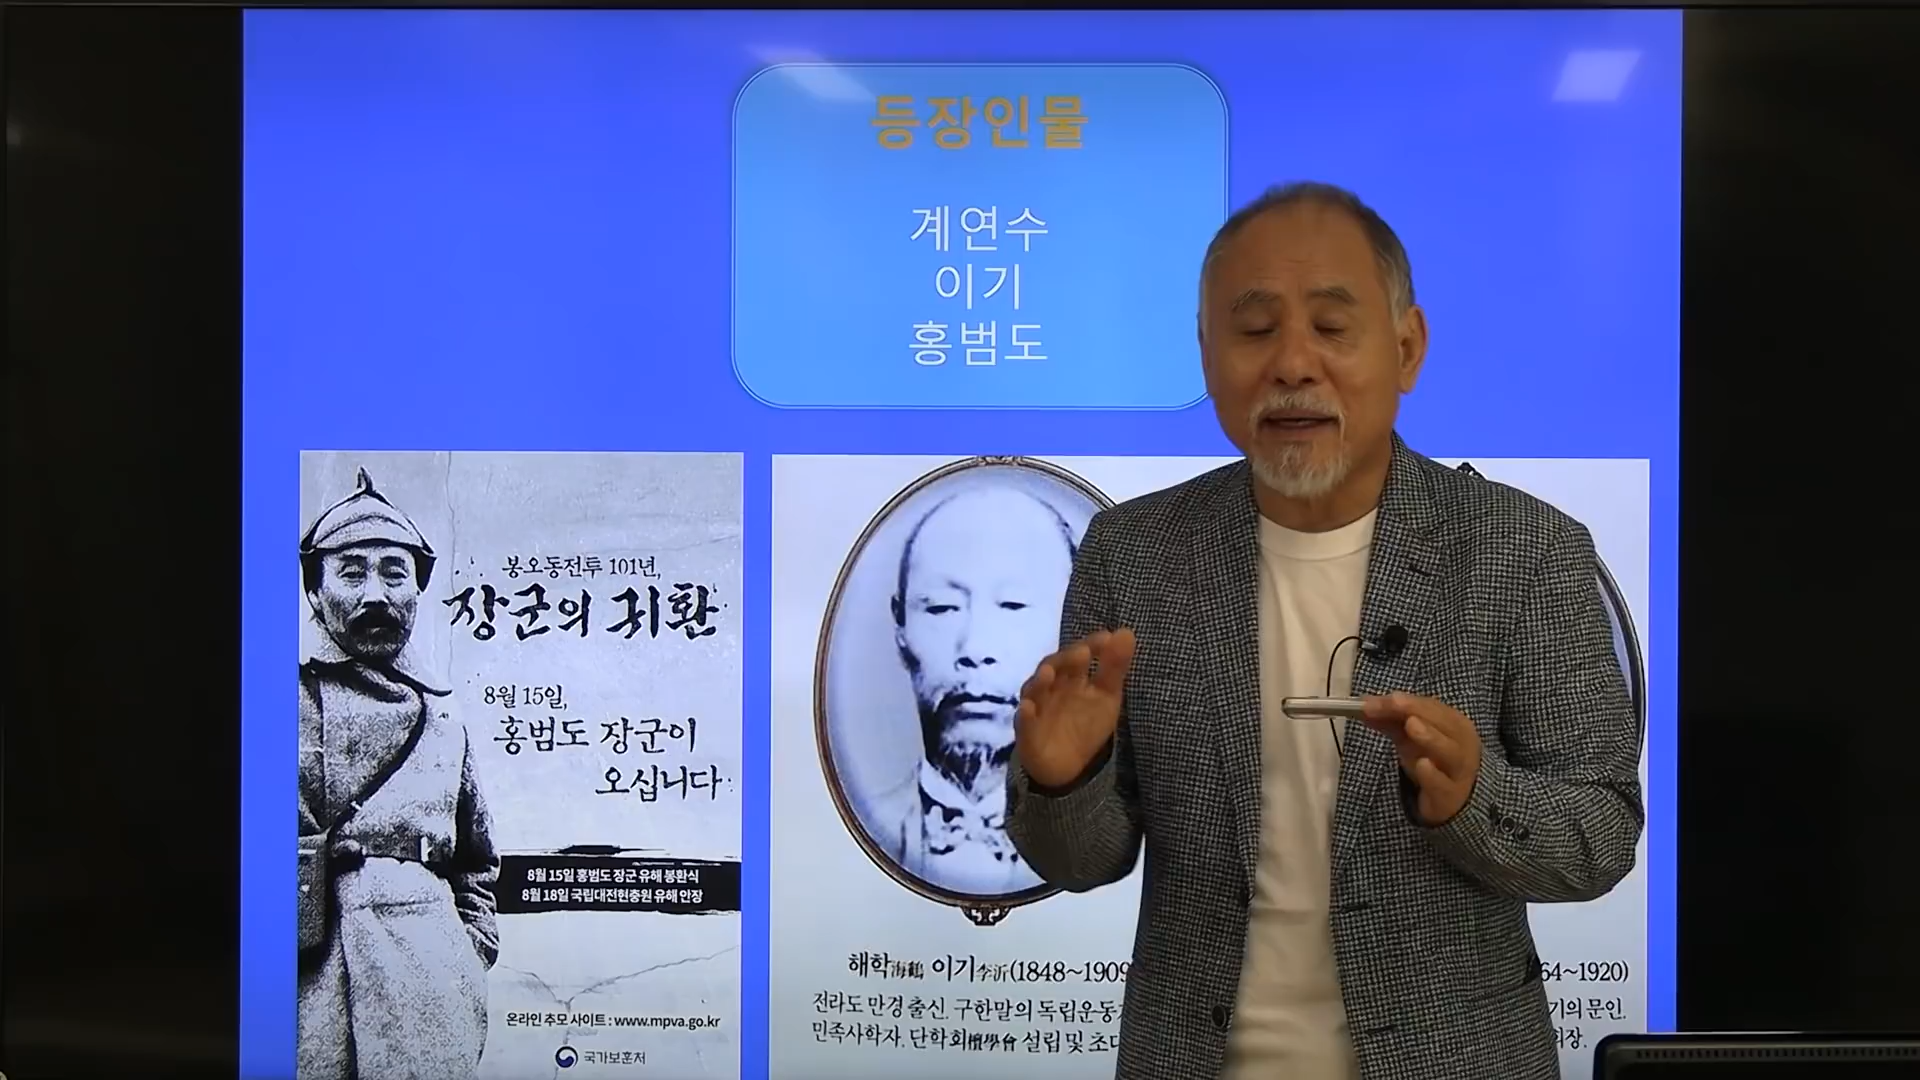 등장인물
계연수
이기
홍범도
봉오동전투 101년,
장군의 귀환
8월 15일,
홍범도 장군이
오십니다
8월 15일 홍범도 장군 유해 봉환식
8월 18일 국립대전현충원 유해 안장
온라인 추모 사이트 : www.mpva.go.kr
국가보훈처
해학海鶴 이기李沂(1848~1909
전라도 만경 출신. 구한말의 독립운동
민족사학자. 단학회檀學會 설립 및 초대
64~1920)
기의 문인.
회장.